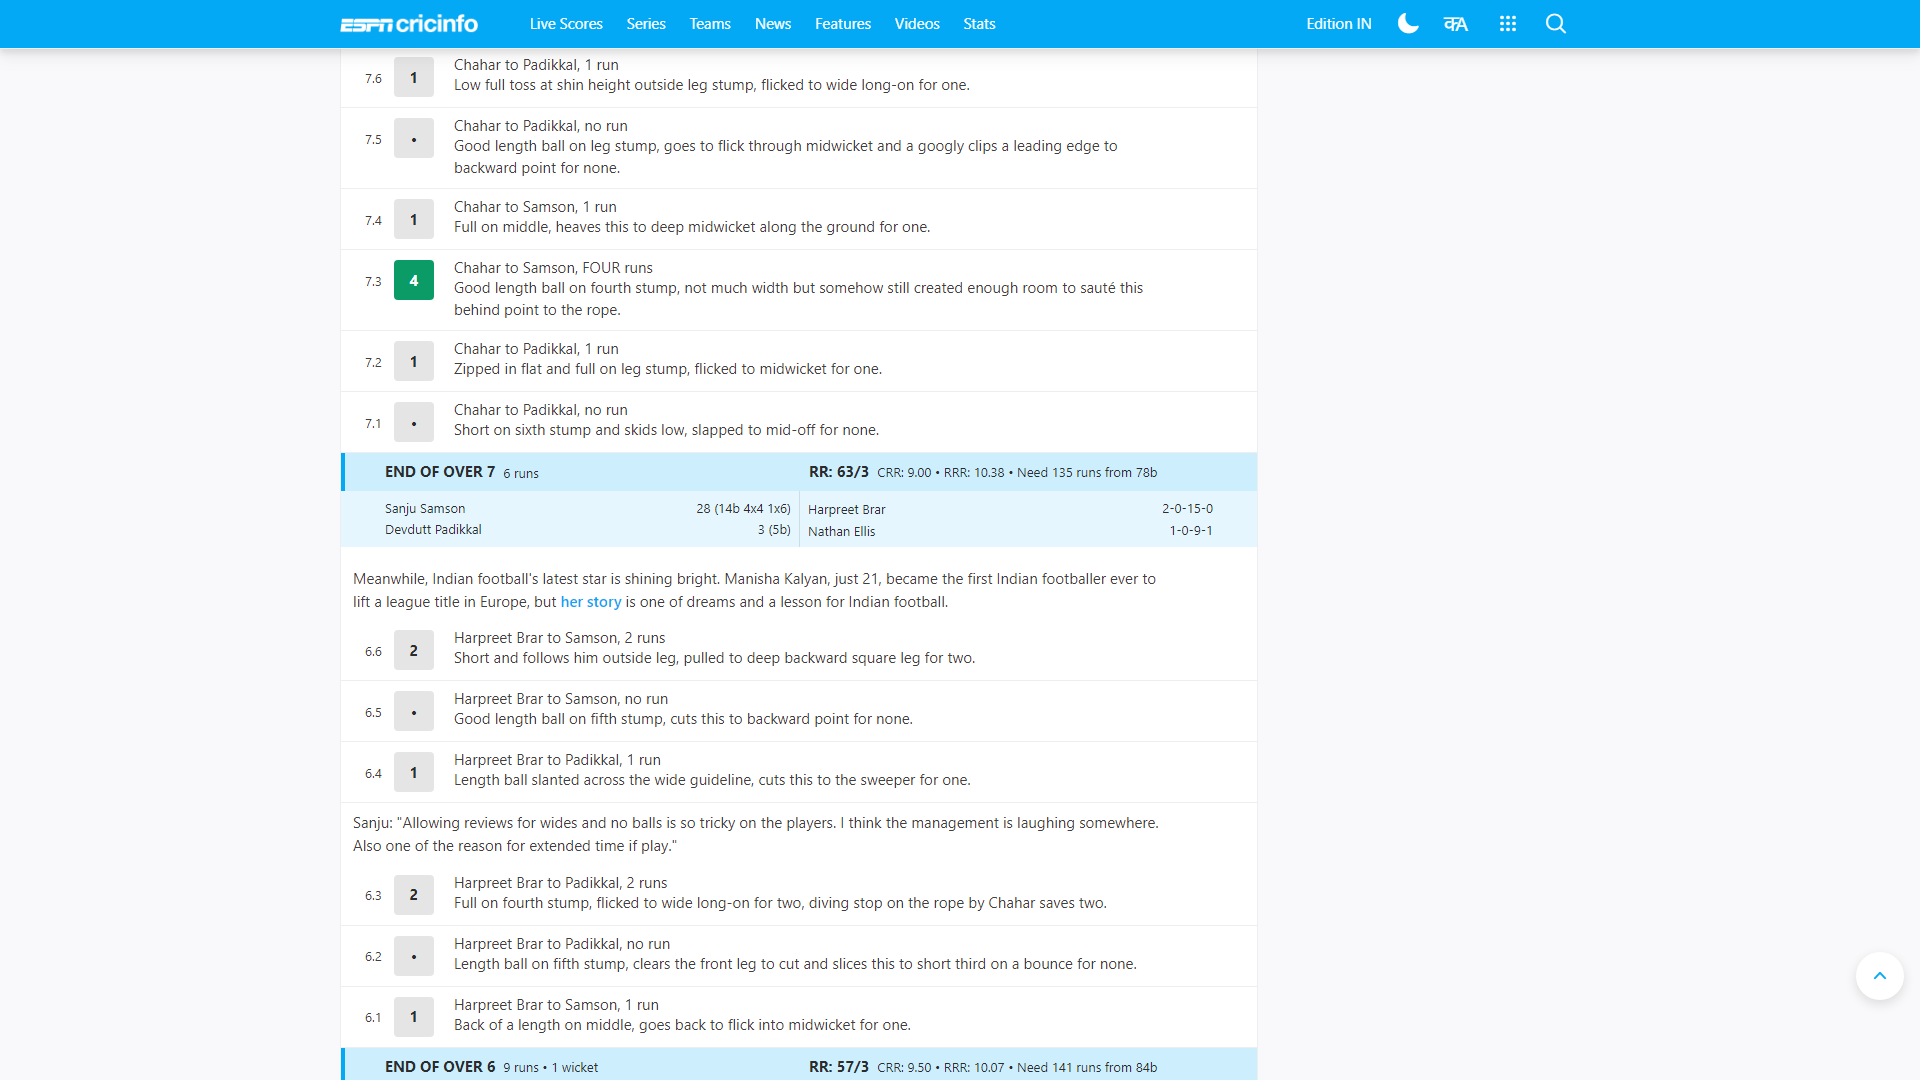 ESPN cricinfo Live Scores Series Teams News Features Videos Stats Edition IN क A
7.6 1 Chahar to Padikkal, 1 run
Low full toss at shin height outside leg stump, flicked to wide long-on for one.
7.5 • Chahar to Padikkal, no run
Good length ball on leg stump, goes to flick through midwicket and a googly clips a leading edge to
backward point for none.
7.4 1 Chahar to Samson, 1 run
Full on middle, heaves this to deep midwicket along the ground for one.
7.3 4 Chahar to Samson, FOUR runs
Good length ball on fourth stump, not much width but somehow still created enough room to sauté this
behind point to the rope.
7.2 1 Chahar to Padikkal, 1 run
Zipped in flat and full on leg stump, flicked to midwicket for one.
7.1 • Chahar to Padikkal, no run
Short on sixth stump and skids low, slapped to mid-off for none.
END OF OVER 7 6 runs RR: 63/3 CRR: 9.00 • RRR: 10.38 • Need 135 runs from 78b
Sanju Samson 28 (14b 4x4 1x6) Harpreet Brar 2-0-15-0
Devdutt Padikkal 3 (5b) Nathan Ellis 1-0-9-1
Meanwhile, Indian football's latest star is shining bright. Manisha Kalyan, just 21, became the first Indian footballer ever to
lift a league title in Europe, but her story is one of dreams and a lesson for Indian football.
6.6 2 Harpreet Brar to Samson, 2 runs
Short and follows him outside leg, pulled to deep backward square leg for two.
6.5 • Harpreet Brar to Samson, no run
Good length ball on fifth stump, cuts this to backward point for none.
6.4 1 Harpreet Brar to Padikkal, 1 run
Length ball slanted across the wide guideline, cuts this to the sweeper for one.
Sanju: "Allowing reviews for wides and no balls is so tricky on the players. I think the management is laughing somewhere.
Also one of the reason for extended time if play."
6.3 2 Harpreet Brar to Padikkal, 2 runs
Full on fourth stump, flicked to wide long-on for two, diving stop on the rope by Chahar saves two.
6.2 • Harpreet Brar to Padikkal, no run
Length ball on fifth stump, clears the front leg to cut and slices this to short third on a bounce for none.
6.1 1 Harpreet Brar to Samson, 1 run
Back of a length on middle, goes back to flick into midwicket for one.
END OF OVER 6 9 runs • 1 wicket RR: 57/3 CRR: 9.50 • RRR: 10.07 • Need 141 runs from 84b